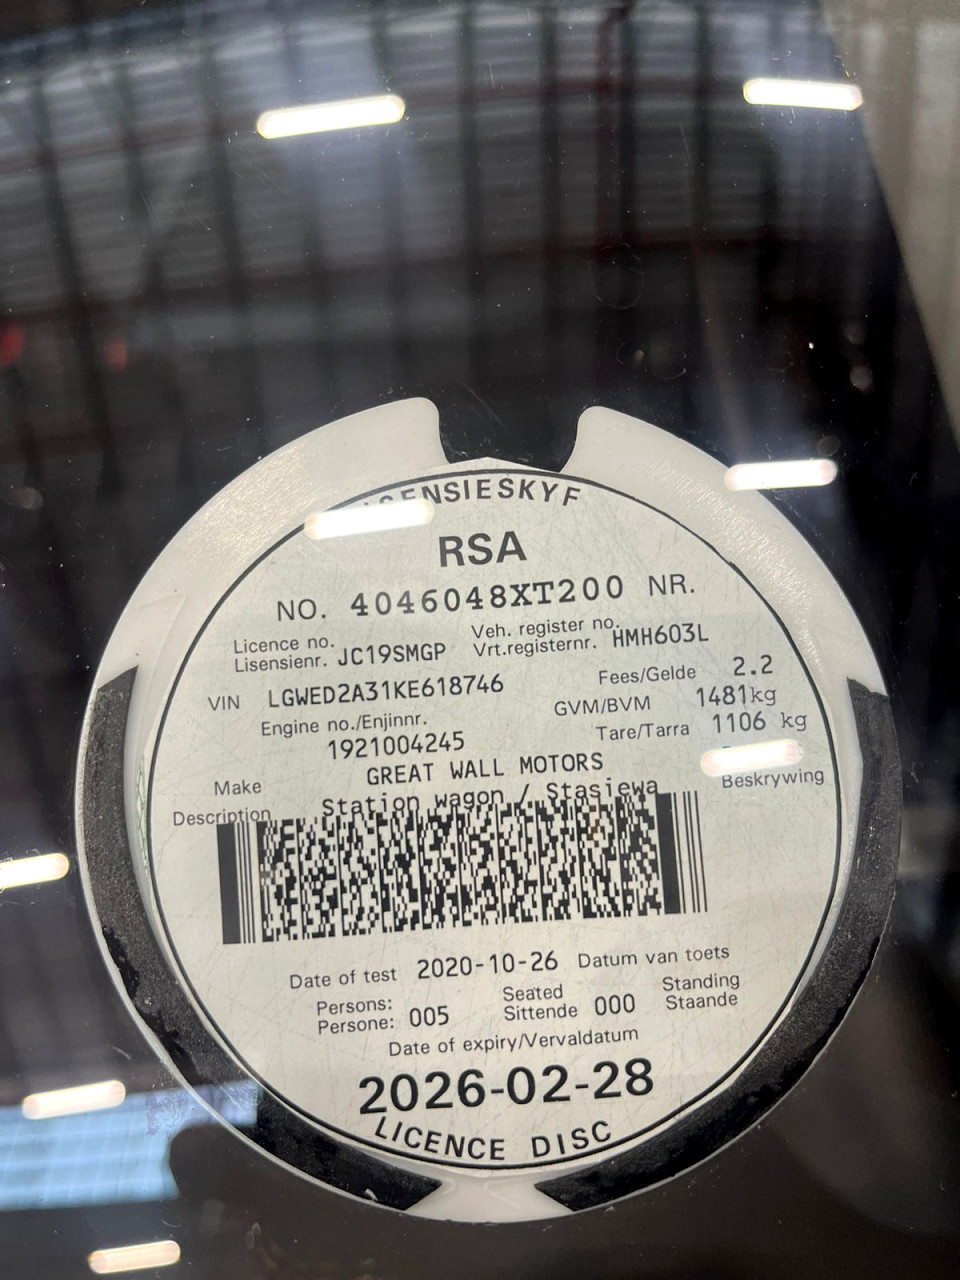 LISENSIESKYF
RSA
NO. 4046048XT200 NR.
Licence no. Veh. register no.
Lisensienr. JC19SMGP Vrt.registernr. HMH603L
VIN LGWED2A31KE618746 Fees/Gelde 2.2
Engine no./Enjinnr. GVM/BVM 1481kg
1921004245 Tare/Tarra 1106 kg
Make GREAT WALL MOTORS
Description Station wagon / Stasiewa Beskrywing
Date of test 2020-10-26 Datum van toets
Persons: Seated Standing
Persone: 005 Sittende 000 Staande
Date of expiry/Vervaldatum
2026-02-28
LICENCE DISC